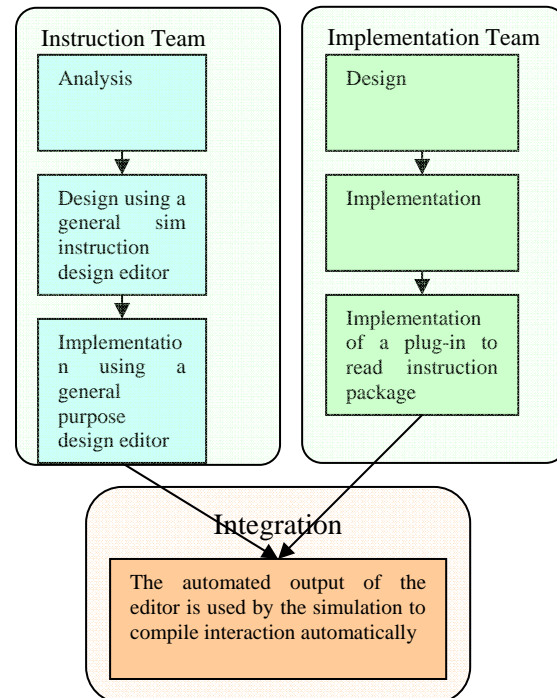 Instruction Team
Analysis
Design using a
general sim
instruction
design editor
Implementatio
n using a
general
purpose
design editor
Implementation Team
Design
Implementation
Implementation
of a plug-in to
read instruction
package
Integration
The automated output of the
editor is used by the simulation to
compile interaction automatically